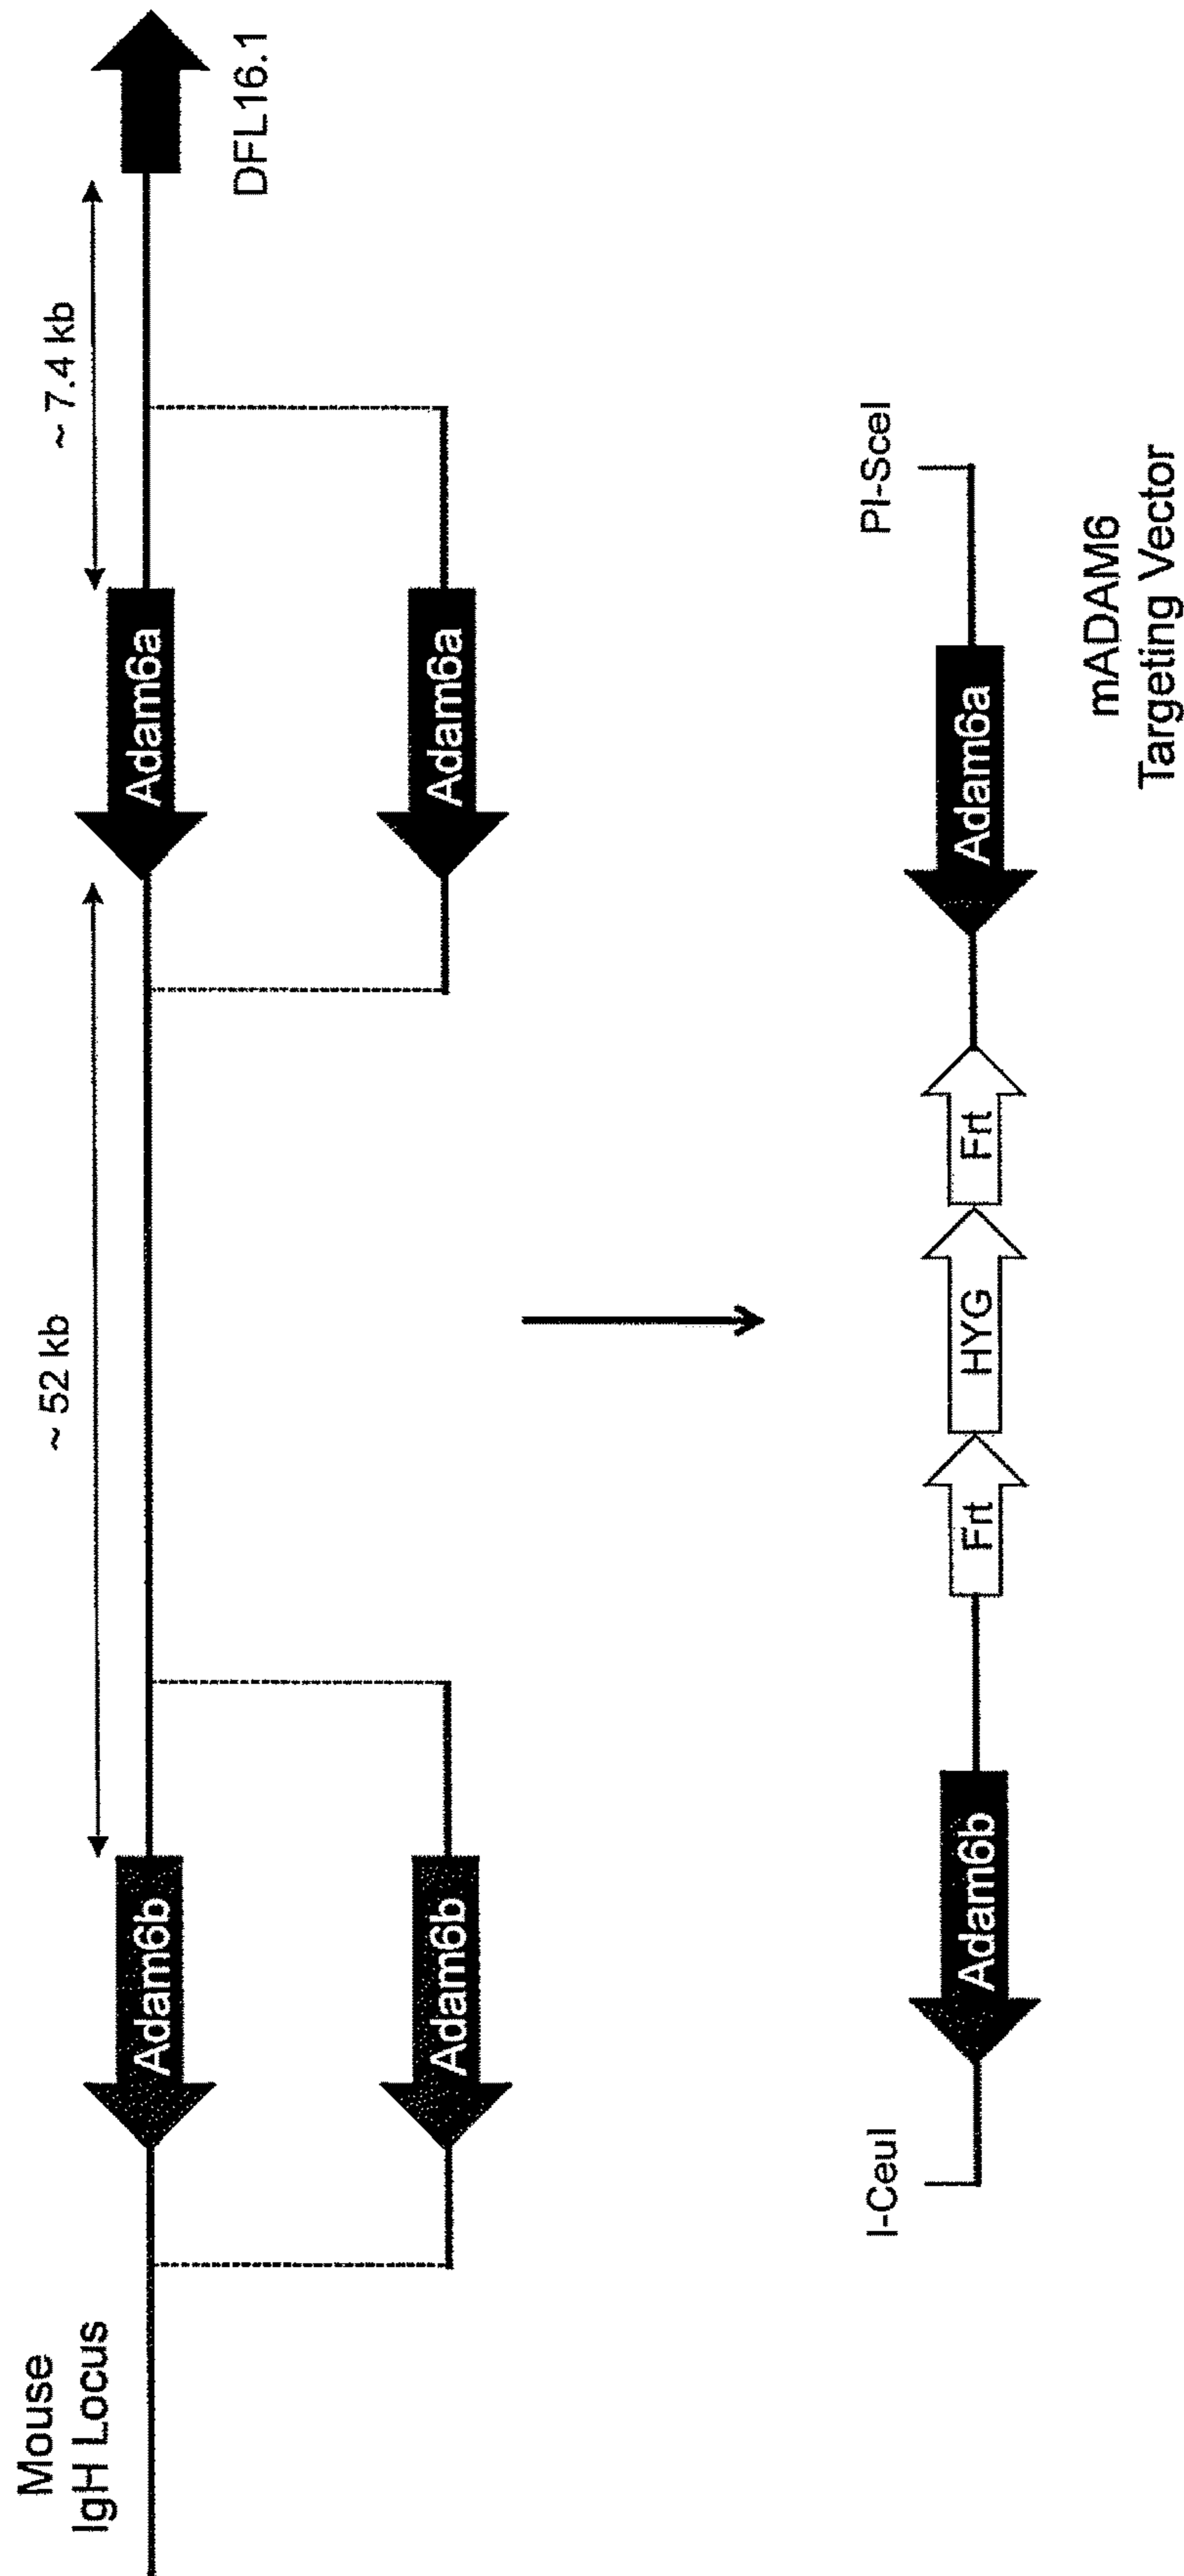 Mouse
IgH Locus
~ 52 kb
~ 7.4 kb
Adam6b
Adam6a
DFL16.1
Adam6b
Adam6a
I-CeuI
PI-SceI
Adam6b
Frt
HYG
Frt
Adam6a
mADAM6
Targeting Vector